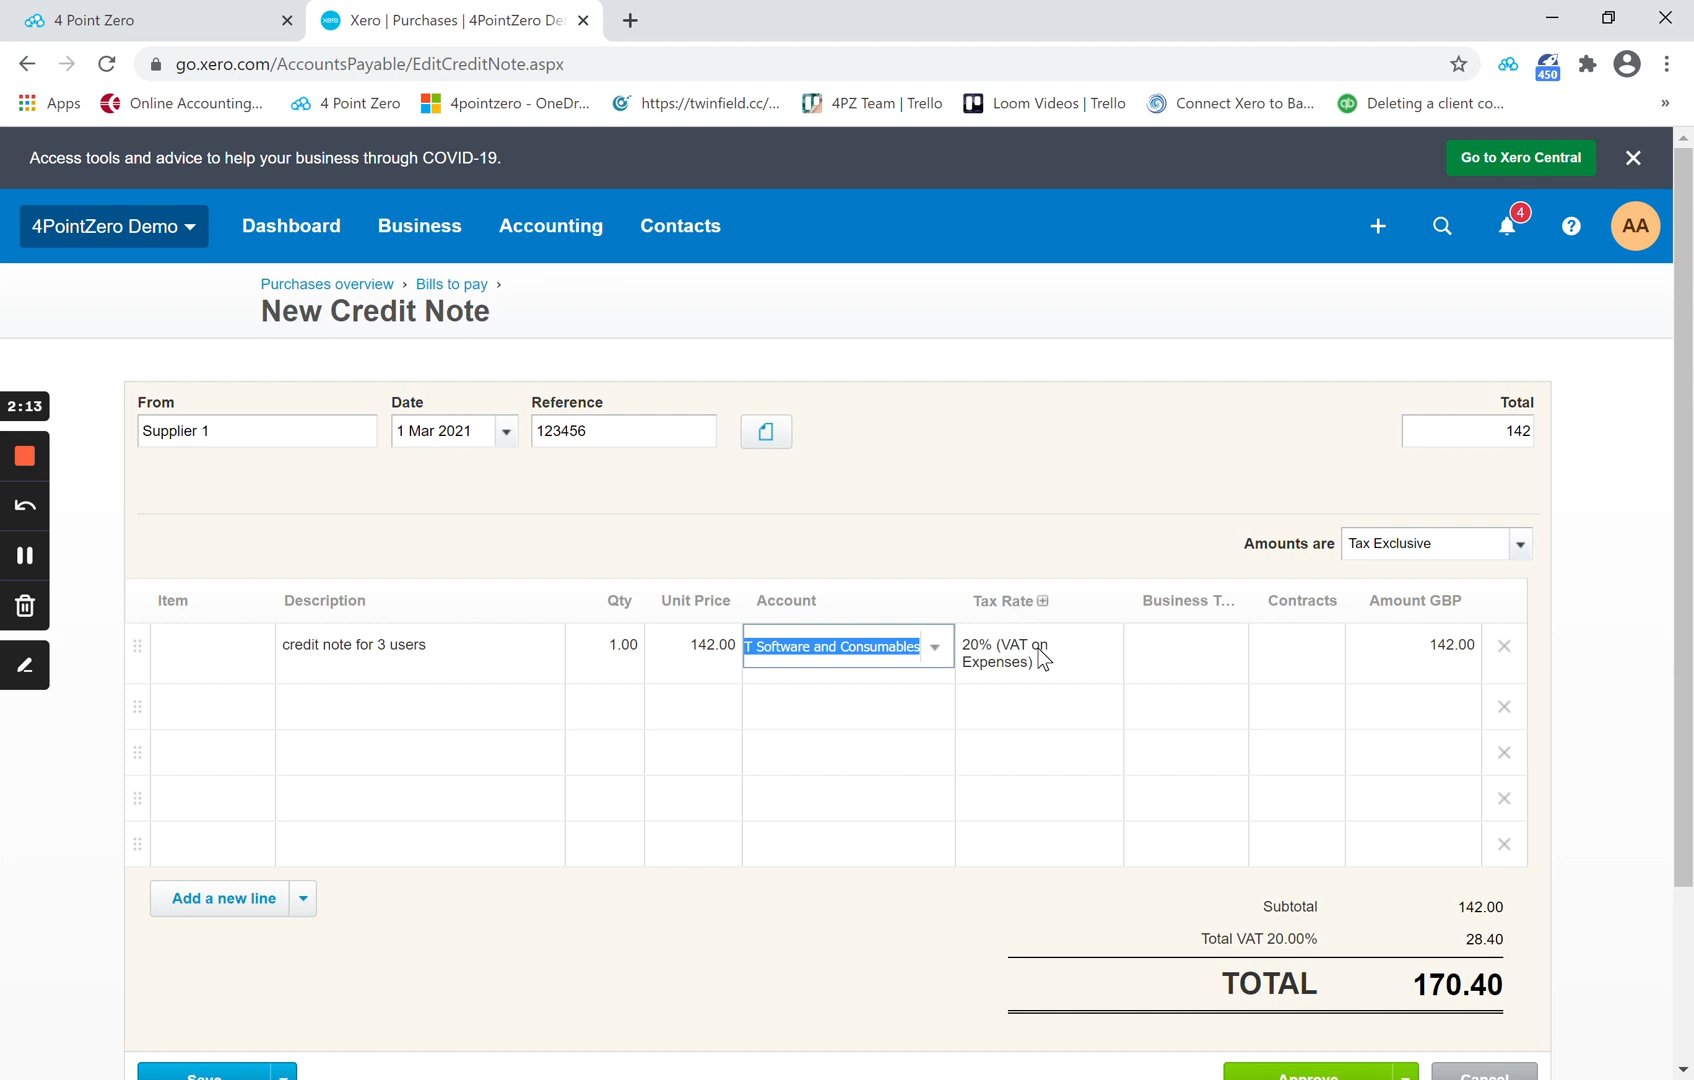 4 Point Zero
Xero | Purchases | 4PointZero De
go.xero.com/AccountsPayable/EditCreditNote.aspx
450
Apps
Online Accounting...
4 Point Zero
4pointzero - OneDr...
https://twinfield.cc/...
4PZ Team | Trello
Loom Videos | Trello
Connect Xero to Ba...
Deleting a client co...
»
Access tools and advice to help your business through COVID-19.
Go to Xero Central
4PointZero Demo
Dashboard
Business
Accounting
Contacts
4
AA
Purchases overview › Bills to pay ›
New Credit Note
2:13
From
Date
Reference
Total
Supplier 1
1 Mar 2021
123456
142
Amounts are
Tax Exclusive
Item
Description
Qty
Unit Price
Account
Tax Rate
Business T...
Contracts
Amount GBP
credit note for 3 users
1.00
142.00
T Software and Consumables
20% (VAT on
Expenses)
142.00
Add a new line
Subtotal
142.00
Total VAT 20.00%
28.40
TOTAL
170.40
Save
Approve
Cancel